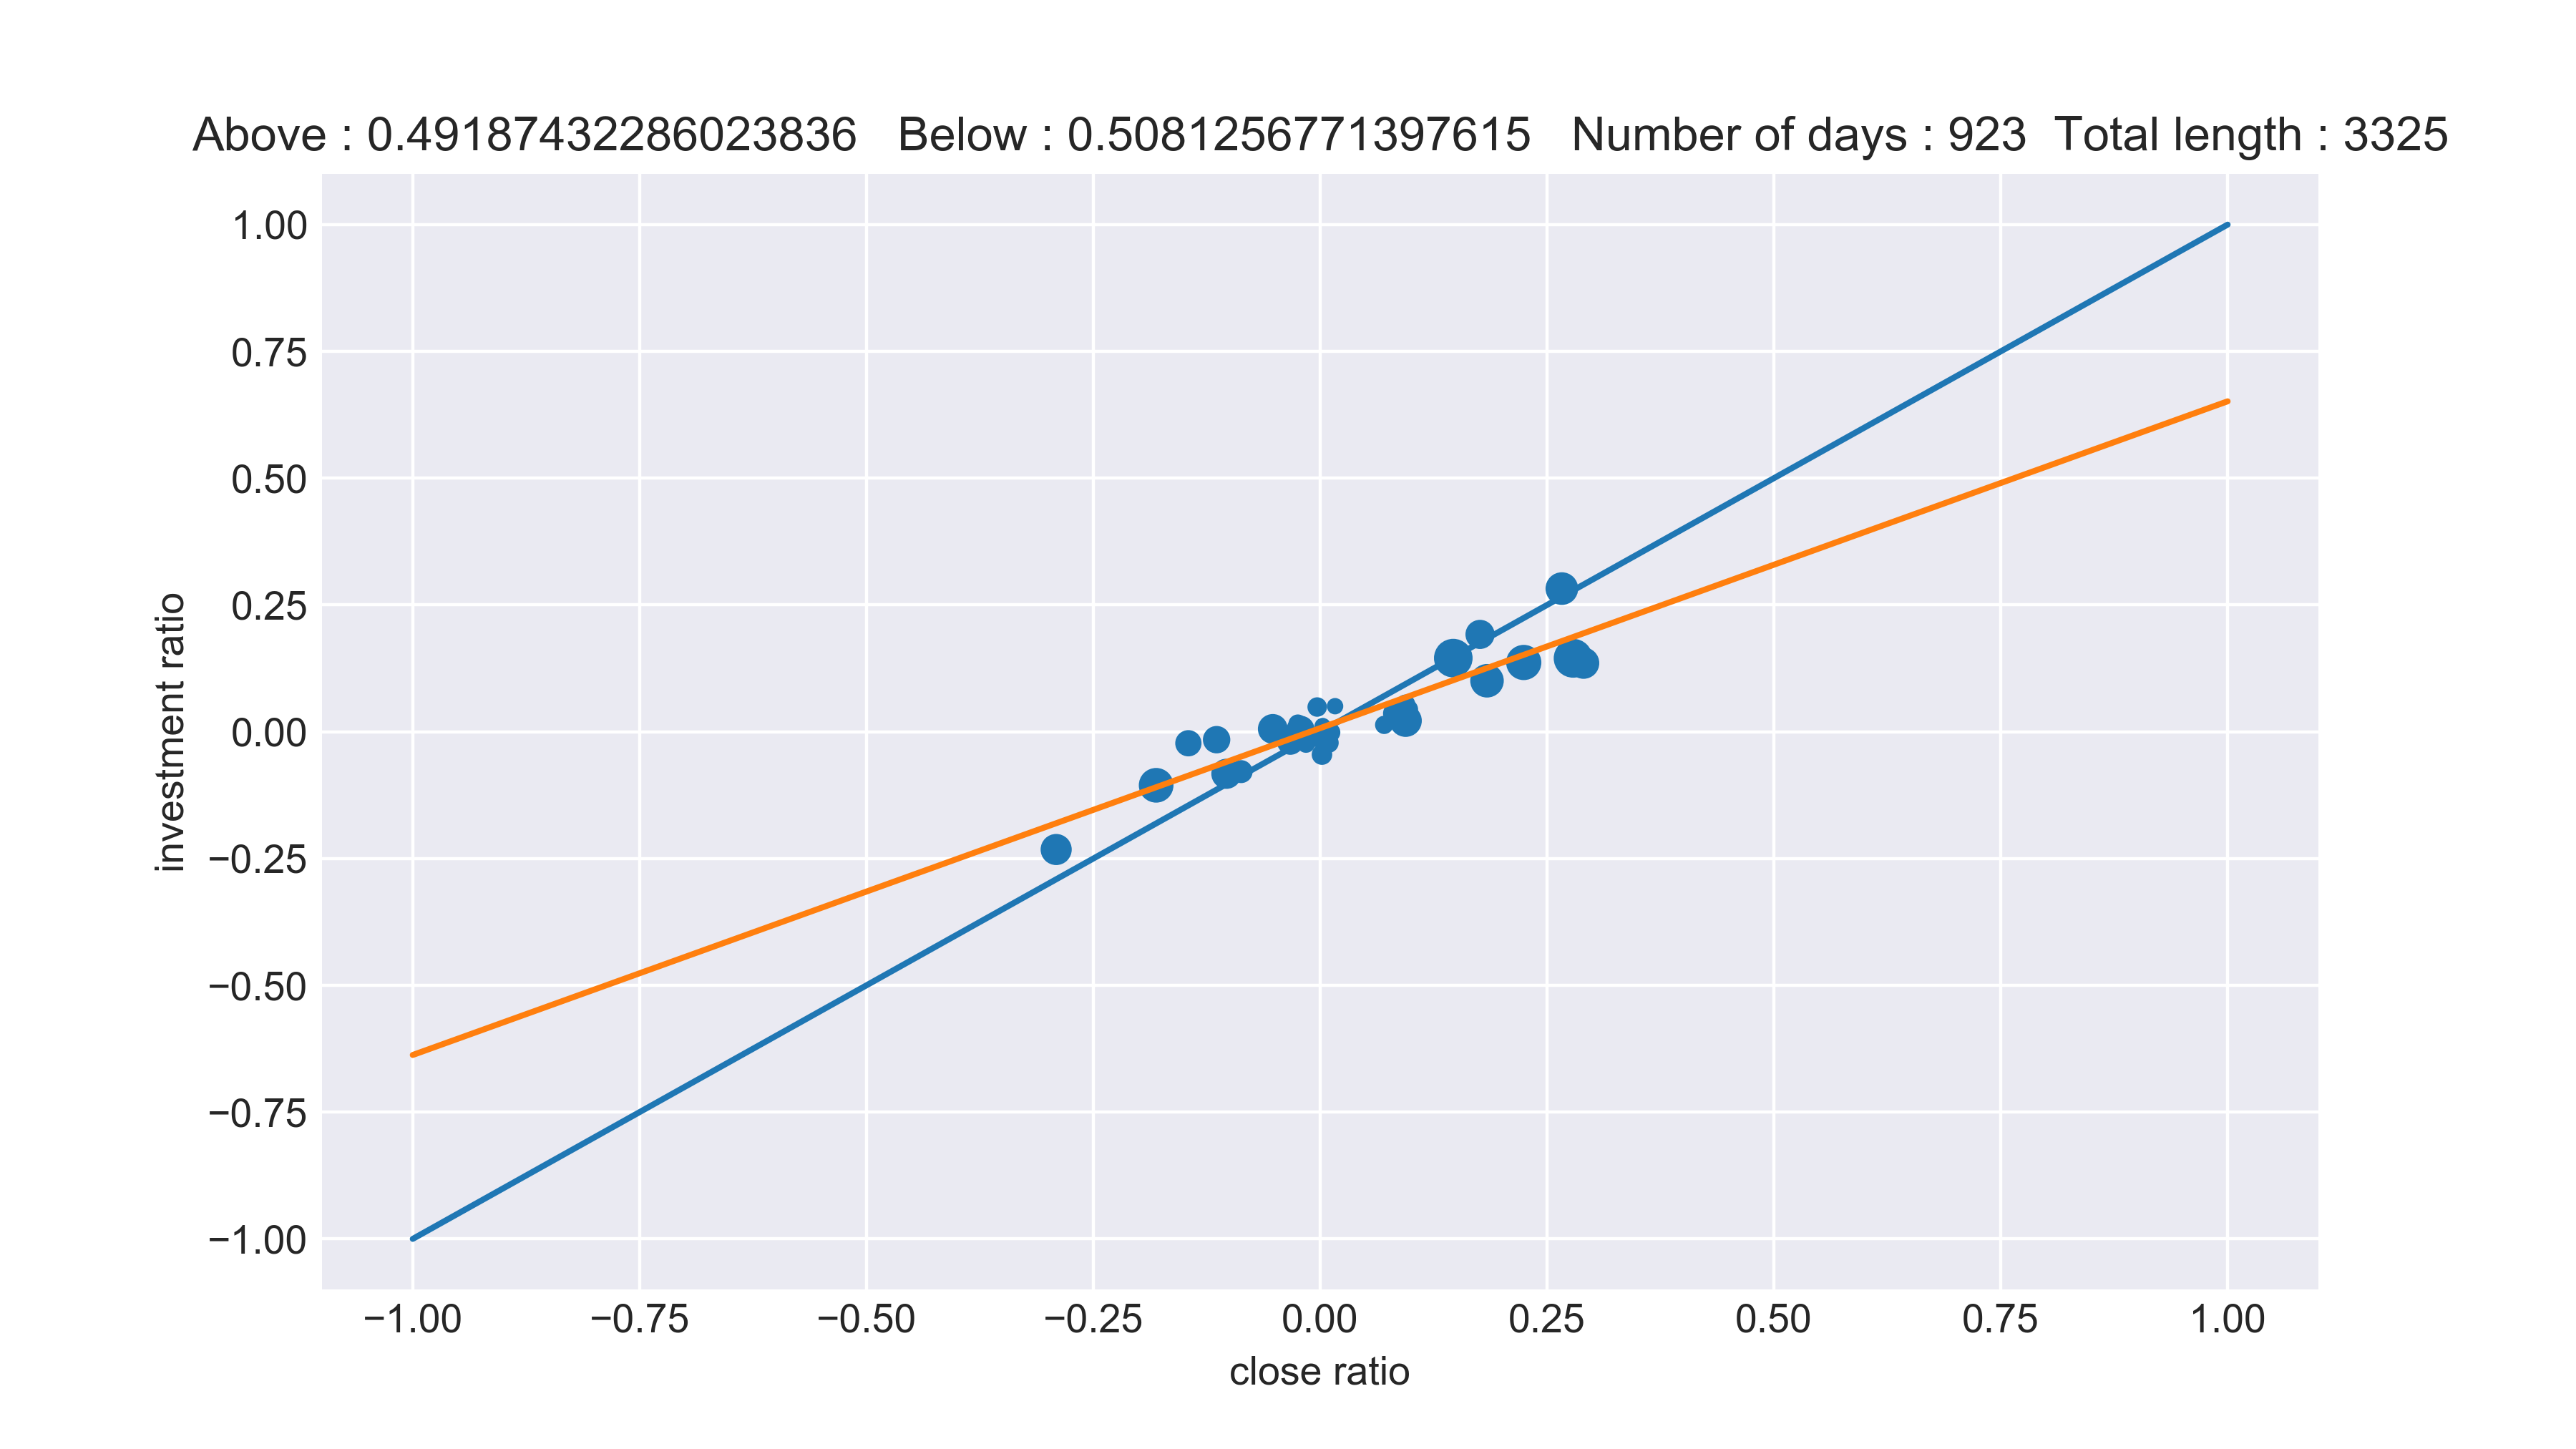 Above : 0.491874322860238​36 Below : 0.5081256771397615 Number of days : 923 Total length : 3325
1.00
0.75
0.50
0.25
0.00
−0.25
−0.50
−0.75
−1.00
investment ratio
−1.00 −0.75 −0.50 −0.25 0.00 0.25 0.50 0.75 1.00
close ratio